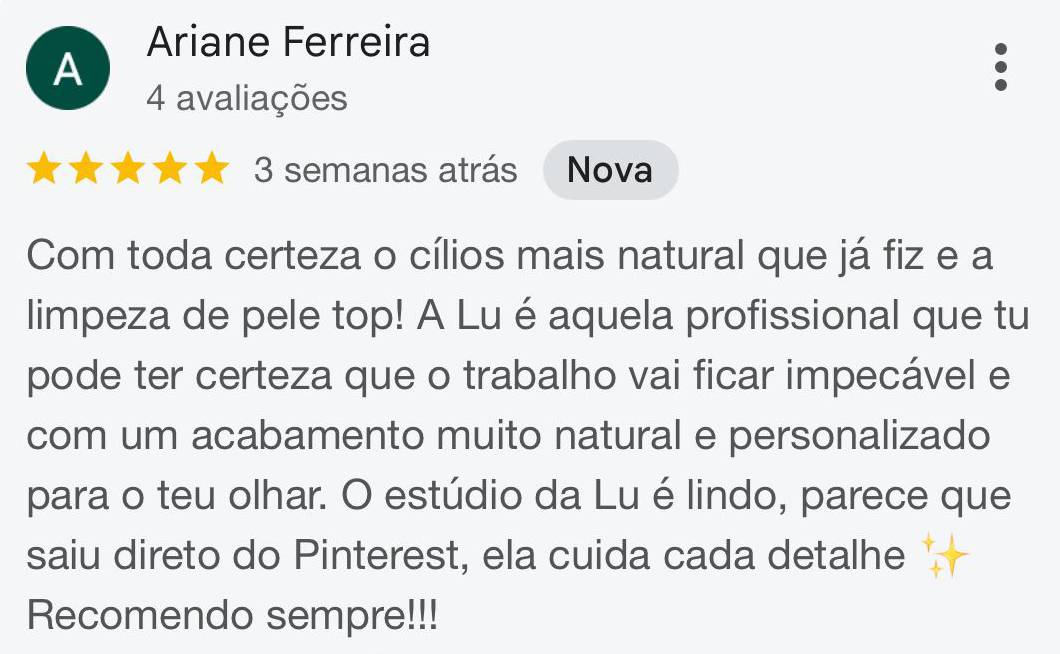 A
Ariane Ferreira
4 avaliações
3 semanas atrás Nova
Com toda certeza o cílios mais natural que já fiz e a
limpeza de pele top! A Lu é aquela profissional que tu
pode ter certeza que o trabalho vai ficar impecável e
com um acabamento muito natural e personalizado
para o teu olhar. O estúdio da Lu é lindo, parece que
saiu direto do Pinterest, ela cuida cada detalhe ✨
Recomendo sempre!!!